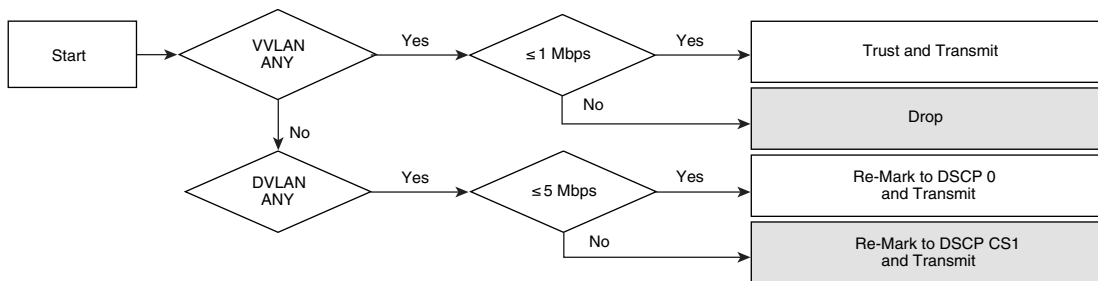 Start
VVLAN
ANY
Yes
≤ 1 Mbps
Yes
Trust and Transmit
No
Drop
No
DVLAN
ANY
Yes
≤ 5 Mbps
Yes
Re-Mark to DSCP 0
and Transmit
No
Re-Mark to DSCP CS1
and Transmit